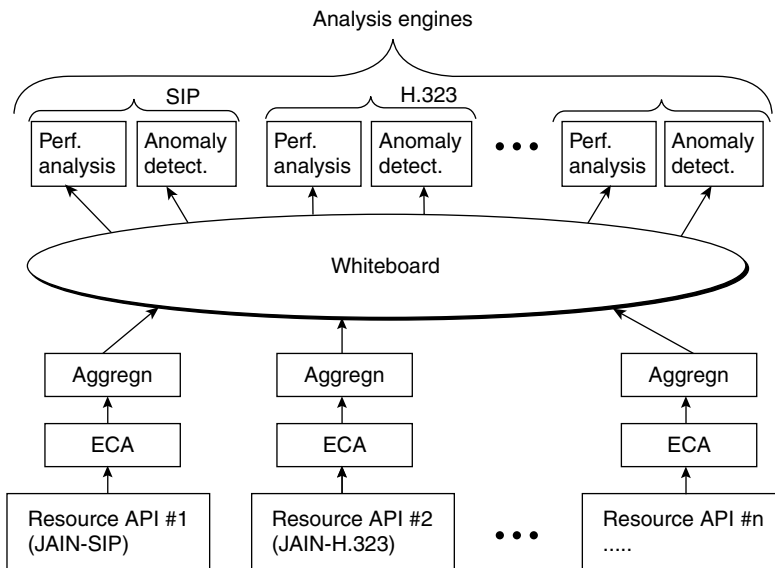 Analysis engines
SIP
H.323
Perf.
analysis
Anomaly
detect.
Perf.
analysis
Anomaly
detect.
Perf.
analysis
Anomaly
detect.
Whiteboard
Aggregn
Aggregn
Aggregn
ECA
ECA
ECA
Resource API #1
(JAIN-SIP)
Resource API #2
(JAIN-H.323)
Resource API #n
.....